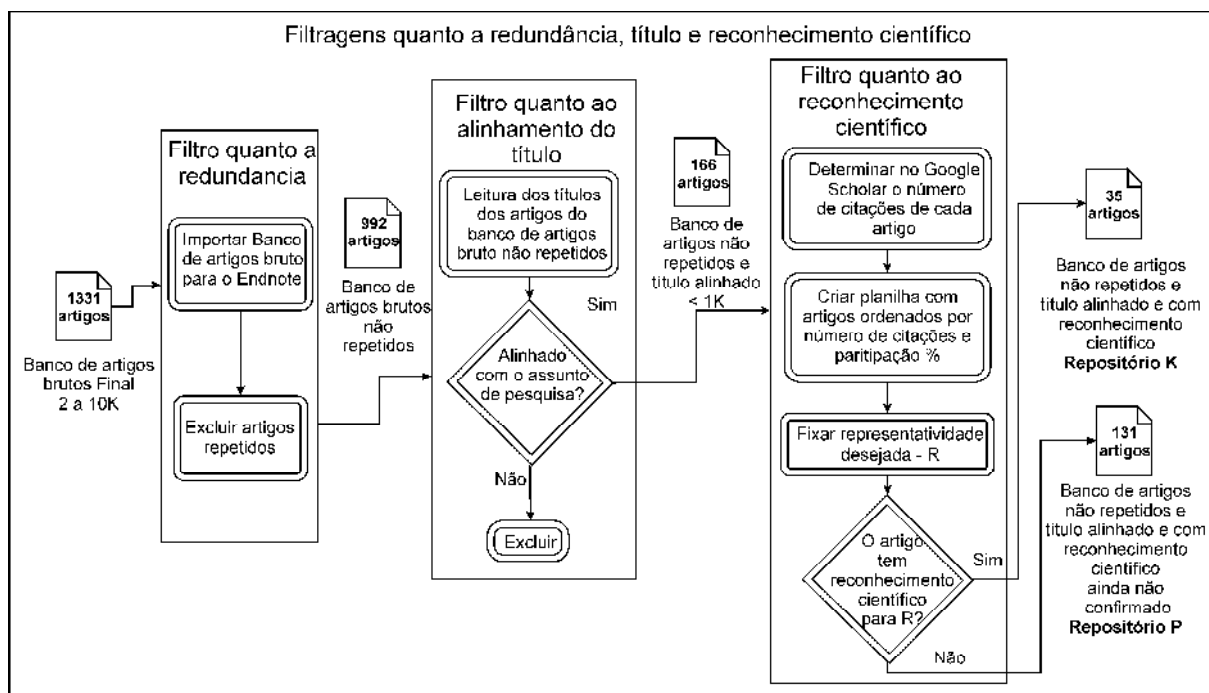 Filtragens quanto a redundância, título e reconhecimento científico
Filtro quanto a
redundancia
Importar Banco
de artigos bruto
para o Endnote
Excluir artigos
repetidos
1331
artigos
Banco de artigos
brutos Final
2 a 10K
992
artigos
Banco de
artigos brutos
não
repetidos
Filtro quanto ao
alinhamento do
título
Leitura dos títulos
dos artigos do
banco de artigos
bruto não repetidos
Sim
Alinhado
com o assunto
de pesquisa?
Não
Excluir
166
artigos
Banco de
artigos não
repetidos e
titulo alinhado
< 1K
Filtro quanto ao
reconhecimento
científico
Determinar no Google
Scholar o número
de citações de cada
artigo
Criar planilha com
artigos ordenados por
número de citações e
paritipação %
Fixar representatividade
desejada - R
O artigo
tem
reconhecimento
científico
para R?
Sim
Não
35
artigos
Banco de artigos
não repetidos e
titulo alinhado e com
reconhecimento
científico
Repositório K
131
artigos
Banco de artigos
não repetidos e
titulo alinhado e com
reconhecimento
científico
ainda não
confirmado
Repositório P